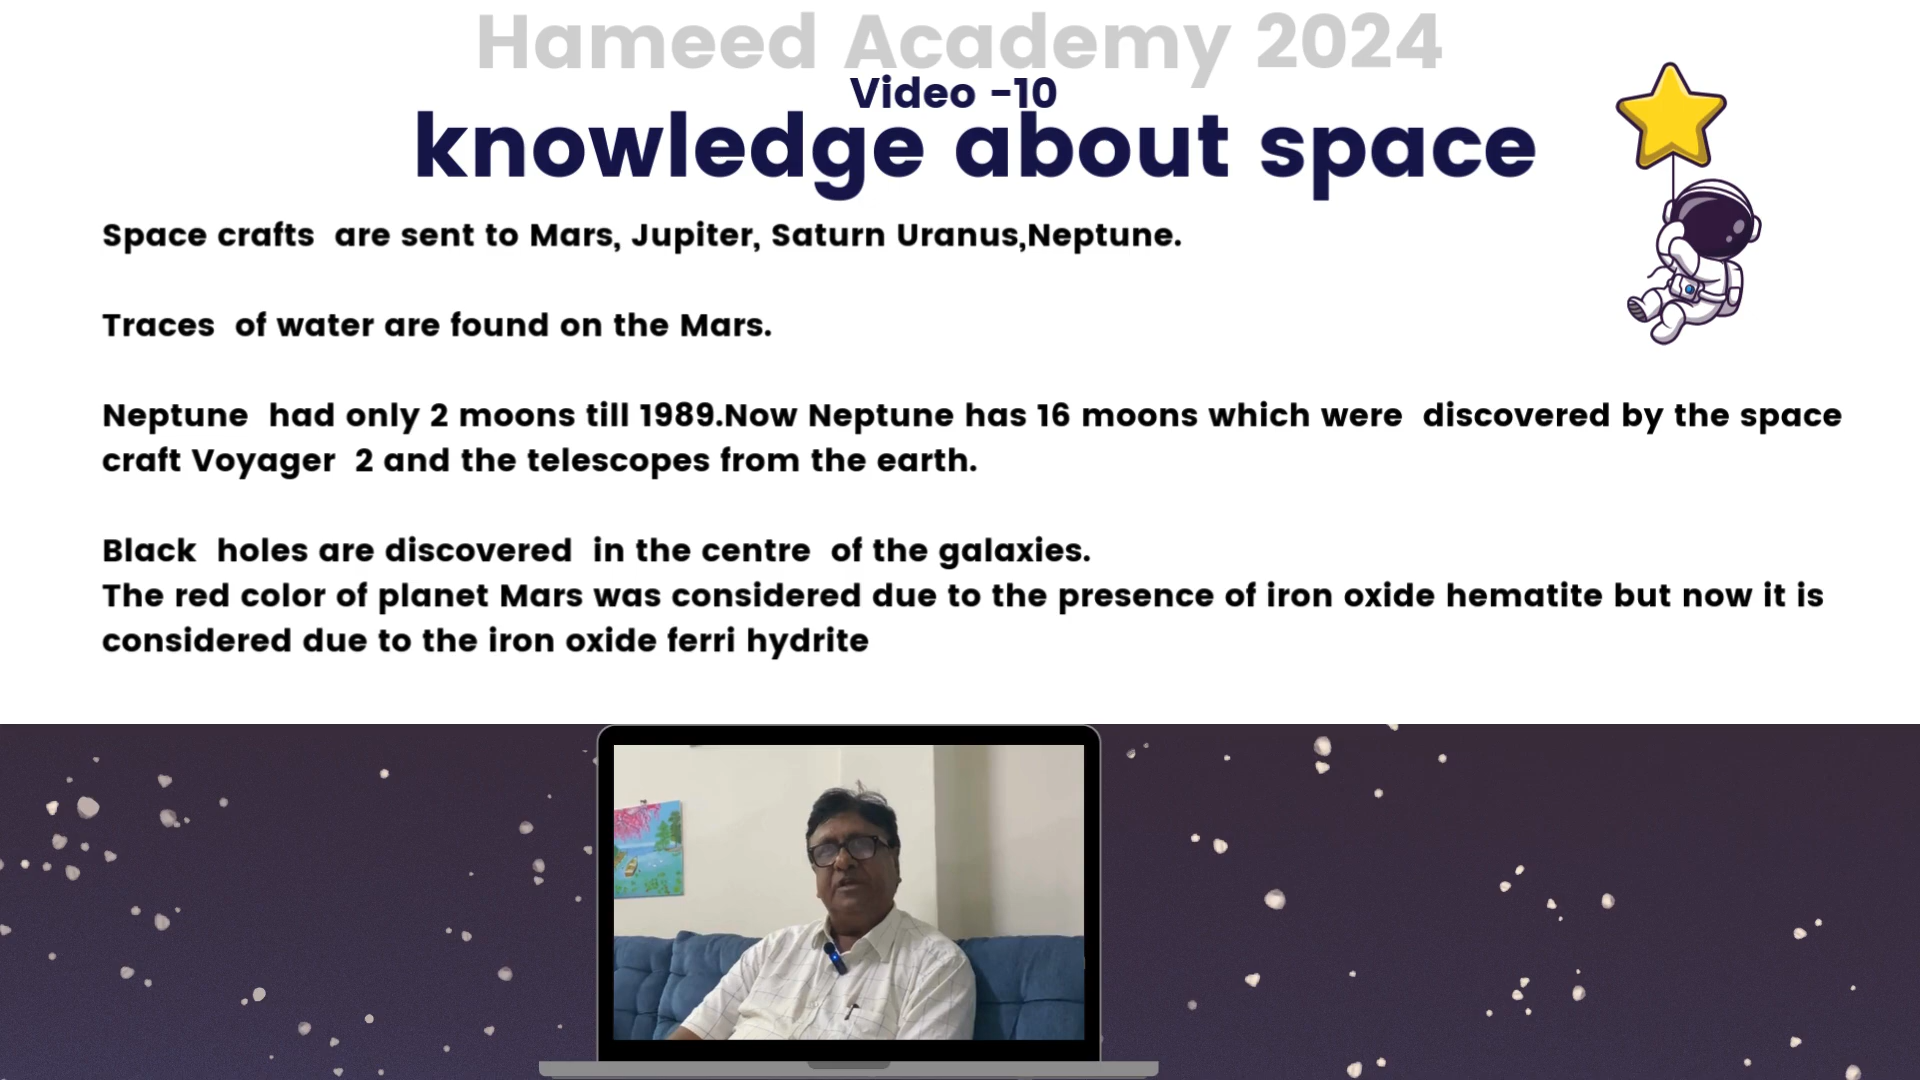 Hameed Academy 2024
Video -10
knowledge about space
Space crafts are sent to Mars, Jupiter, Saturn Uranus,Neptune.
Traces of water are found on the Mars.
Neptune had only 2 moons till 1989.Now Neptune has 16 moons which were discovered by the space
craft Voyager 2 and the telescopes from the earth.
Black holes are discovered in the centre of the galaxies.
The red color of planet Mars was considered due to the presence of iron oxide hematite but now it is
considered due to the iron oxide ferri hydrite